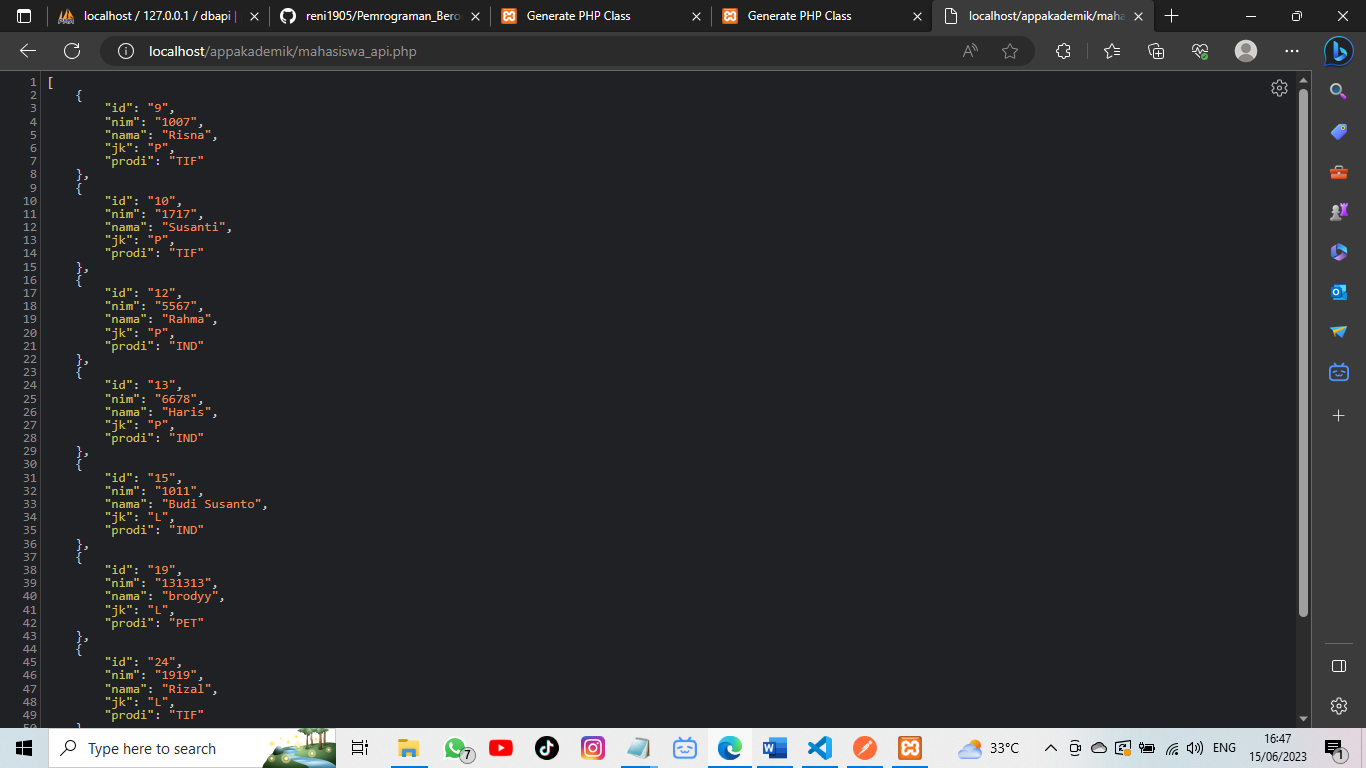 localhost / 127.0.0.1 / dbapi |
reni1905/Pemrograman_Bero
Generate PHP Class
Generate PHP Class
localhost/appakademik/maha
localhost/appakademik/mahasiswa_api.php
1 [
2 {
3 "id": "9",
4 "nim": "1007",
5 "nama": "Risna",
6 "jk": "P",
7 "prodi": "TIF"
8 },
9 {
10 "id": "10",
11 "nim": "1717",
12 "nama": "Susanti",
13 "jk": "P",
14 "prodi": "TIF"
15 },
16 {
17 "id": "12",
18 "nim": "5567",
19 "nama": "Rahma",
20 "jk": "P",
21 "prodi": "IND"
22 },
23 {
24 "id": "13",
25 "nim": "6678",
26 "nama": "Haris",
27 "jk": "P",
28 "prodi": "IND"
29 },
30 {
31 "id": "15",
32 "nim": "1011",
33 "nama": "Budi Susanto",
34 "jk": "L",
35 "prodi": "IND"
36 },
37 {
38 "id": "19",
39 "nim": "131313",
40 "nama": "brodyy",
41 "jk": "L",
42 "prodi": "PET"
43 },
44 {
45 "id": "24",
46 "nim": "1919",
47 "nama": "Rizal",
48 "jk": "L",
49 "prodi": "TIF"
Type here to search
7
33°C
ENG
16:47
15/06/2023
1